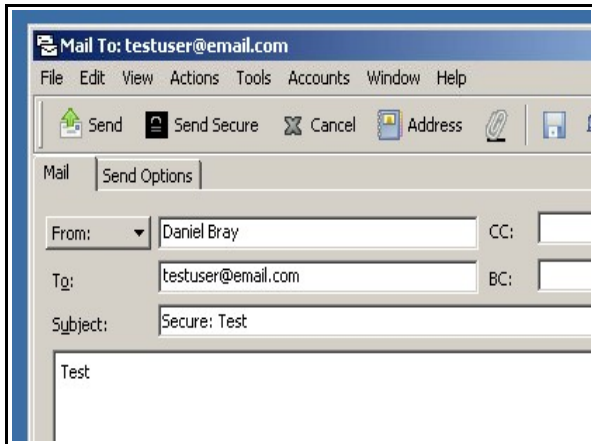 Mail To: testuser@email.com
File Edit View Actions Tools Accounts Window Help
Send Send Secure Cancel Address
Mail Send Options
From: Daniel Bray CC:
To: testuser@email.com BC:
Subject: Secure: Test
Test